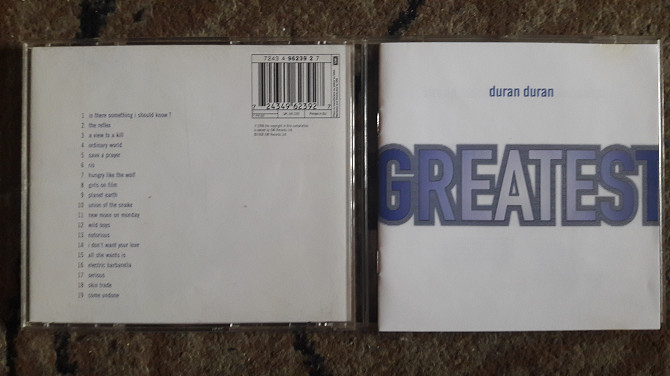 7243 4 96239 2 7
7 24349 62392 7
1 is there something i should know ?
2 the reflex
3 a view to a kill
4 ordinary world
5 save a prayer
6 rio
7 hungry like the wolf
8 girls on film
9 planet earth
10 union of the snake
11 new moon on monday
12 wild boys
13 notorious
14 i don't want your love
15 all she wants is
16 electric barbarella
17 serious
18 skin trade
19 come undone
duran duran
GREATEST